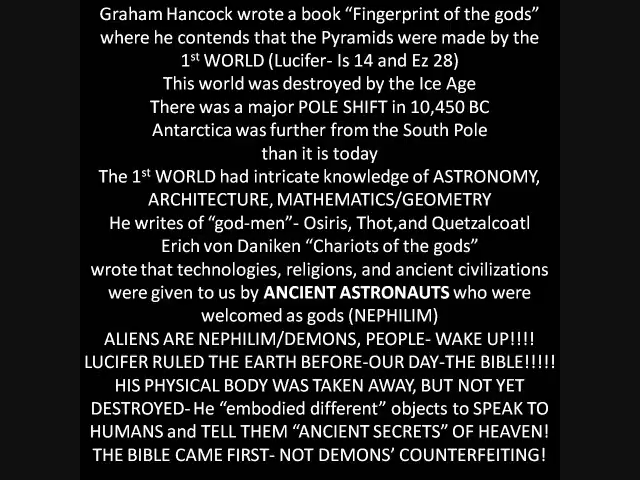 Graham Hancock wrote a book “Fingerprint of the gods”
where he contends that the Pyramids were made by the
1st WORLD (Lucifer- Is 14 and Ez 28)
This world was destroyed by the Ice Age
There was a major POLE SHIFT in 10,450 BC
Antarctica was further from the South Pole
than it is today
The 1st WORLD had intricate knowledge of ASTRONOMY,
ARCHITECTURE, MATHEMATICS/GEOMETRY
He writes of “god-men”- Osiris, Thot,and Quetzalcoatl
Erich von Daniken “Chariots of the gods”
wrote that technologies, religions, and ancient civilizations
were given to us by ANCIENT ASTRONAUTS who were
welcomed as gods (NEPHILIM)
ALIENS ARE NEPHILIM/DEMONS, PEOPLE- WAKE UP!!!!
LUCIFER RULED THE EARTH BEFORE-OUR DAY-THE BIBLE!!!!!
HIS PHYSICAL BODY WAS TAKEN AWAY, BUT NOT YET
DESTROYED- He “embodied different” objects to SPEAK TO
HUMANS and TELL THEM “ANCIENT SECRETS” OF HEAVEN!
THE BIBLE CAME FIRST- NOT DEMONS’ COUNTERFEITING!